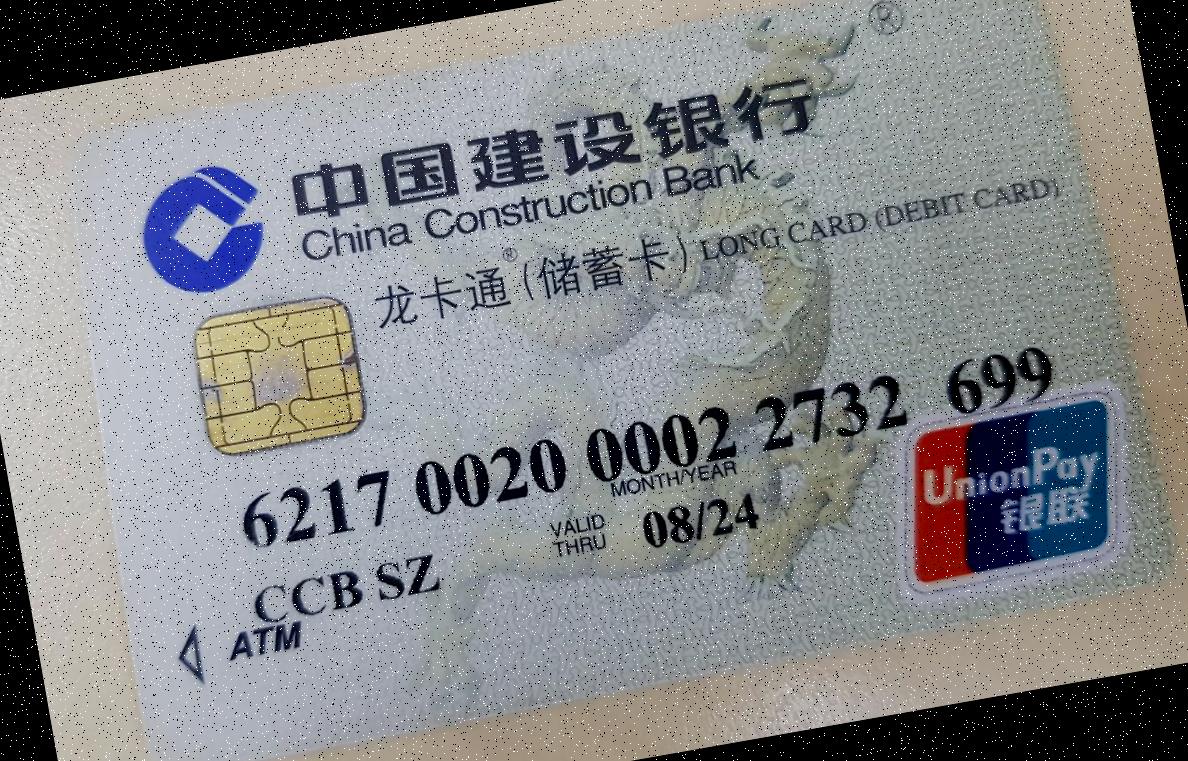 中国建设银行®
China Construction Bank
龙卡通®(储蓄卡) LONG CARD (DEBIT CARD)
6217 0020 0002 2732 699
MONTH/YEAR
VALID THRU 08/24
CCB SZ
ATM
UnionPay
银联